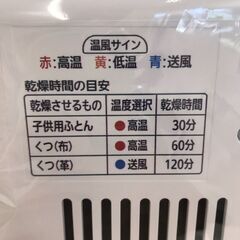 温風サイン
赤:高温 黄:低温 青:送風
乾燥時間の目安
乾燥させるもの 温度選択 乾燥時間
子供用ふとん ●高温 30分
くつ(布) ●高温 60分
くつ(革) ●送風 120分